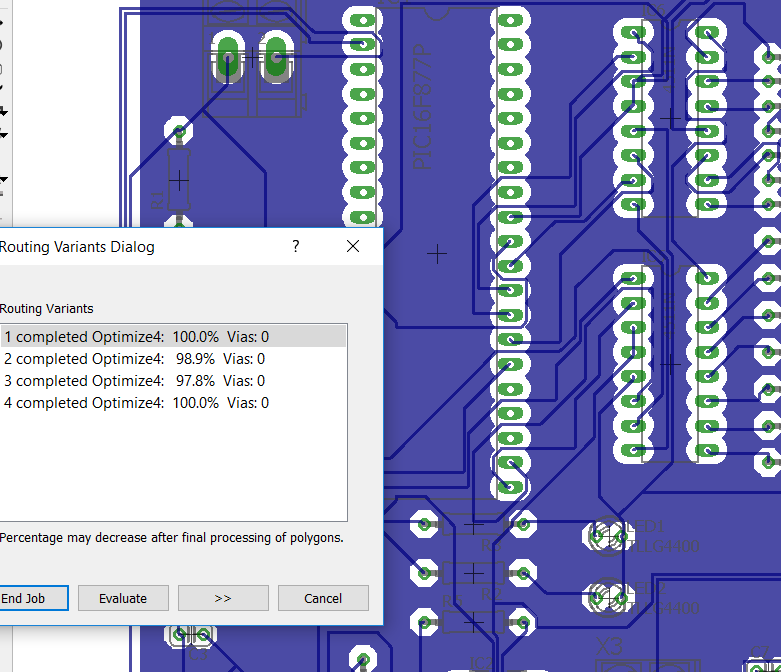 PIC16F877P
R1
Routing Variants Dialog
?
Routing Variants
1 completed Optimize4: 100.0% Vias: 0
2 completed Optimize4: 98.9% Vias: 0
3 completed Optimize4: 97.8% Vias: 0
4 completed Optimize4: 100.0% Vias: 0
Percentage may decrease after final processing of polygons.
End Job
Evaluate
>>
Cancel
LED1
X3